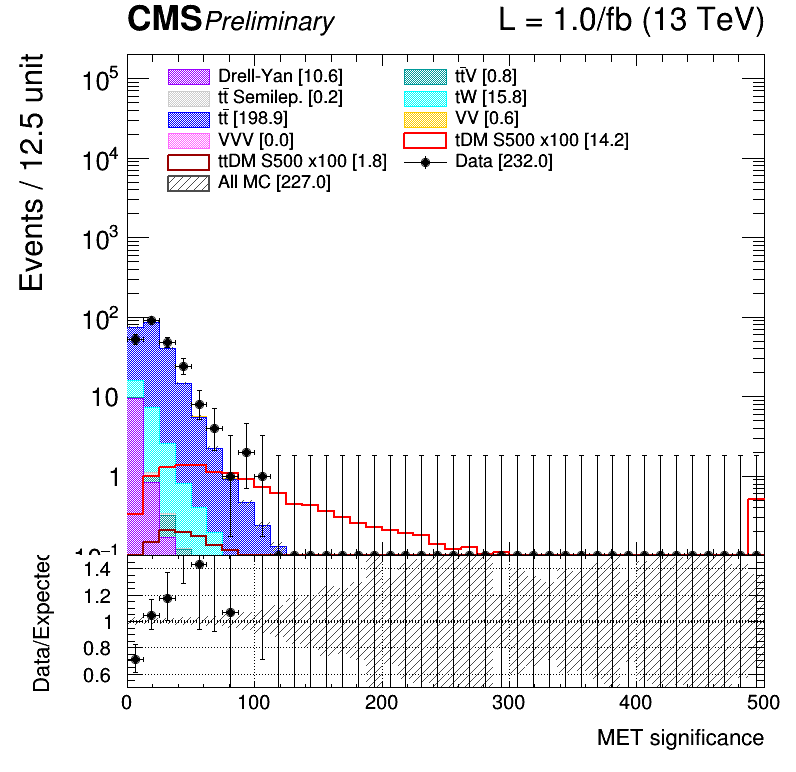 CMS Preliminary L = 1.0/fb (13 TeV)
Events / 12.5 unit
10⁵
10⁴
10³
10²
10
1
10⁻¹
Drell-Yan [10.6]
tt̄ Semilep. [0.2]
tt̄ [198.9]
VVV [0.0]
ttDM S500 x100 [1.8]
All MC [227.0]
tt̄V [0.8]
tW [15.8]
VV [0.6]
tDM S500 x100 [14.2]
Data [232.0]
Data/Expected
1.4
1.2
1
0.8
0.6
0 100 200 300 400 500
MET significance